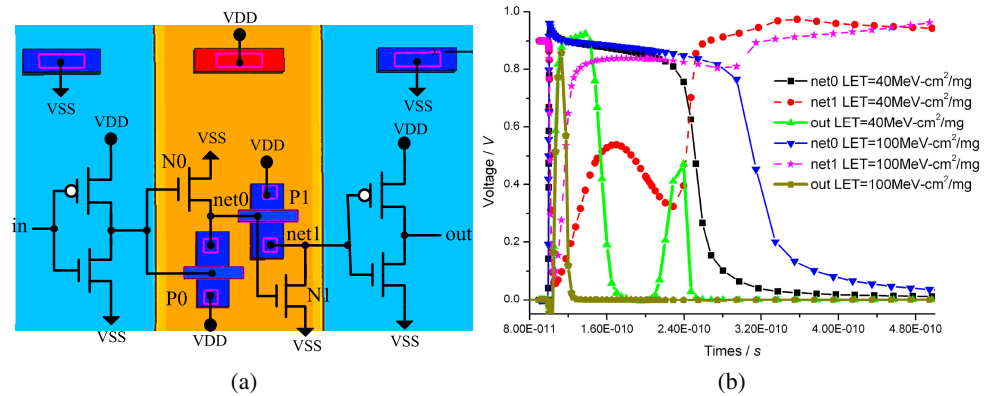 VDD
VSS
VSS
VDD
VSS
VDD
VDD
N0
P1
net0
in
net1
out
P0
N1
VSS
VDD
VSS
VSS
(a)
Voltage / V
1.0
0.8
0.6
0.4
0.2
0.0
net0 LET=40MeV-cm²/mg
net1 LET=40MeV-cm²/mg
out LET=40MeV-cm²/mg
net0 LET=100MeV-cm²/mg
net1 LET=100MeV-cm²/mg
out LET=100MeV-cm²/mg
8.00E-011 1.60E-010 2.40E-010 3.20E-010 4.00E-010 4.80E-010
Times / s
(b)